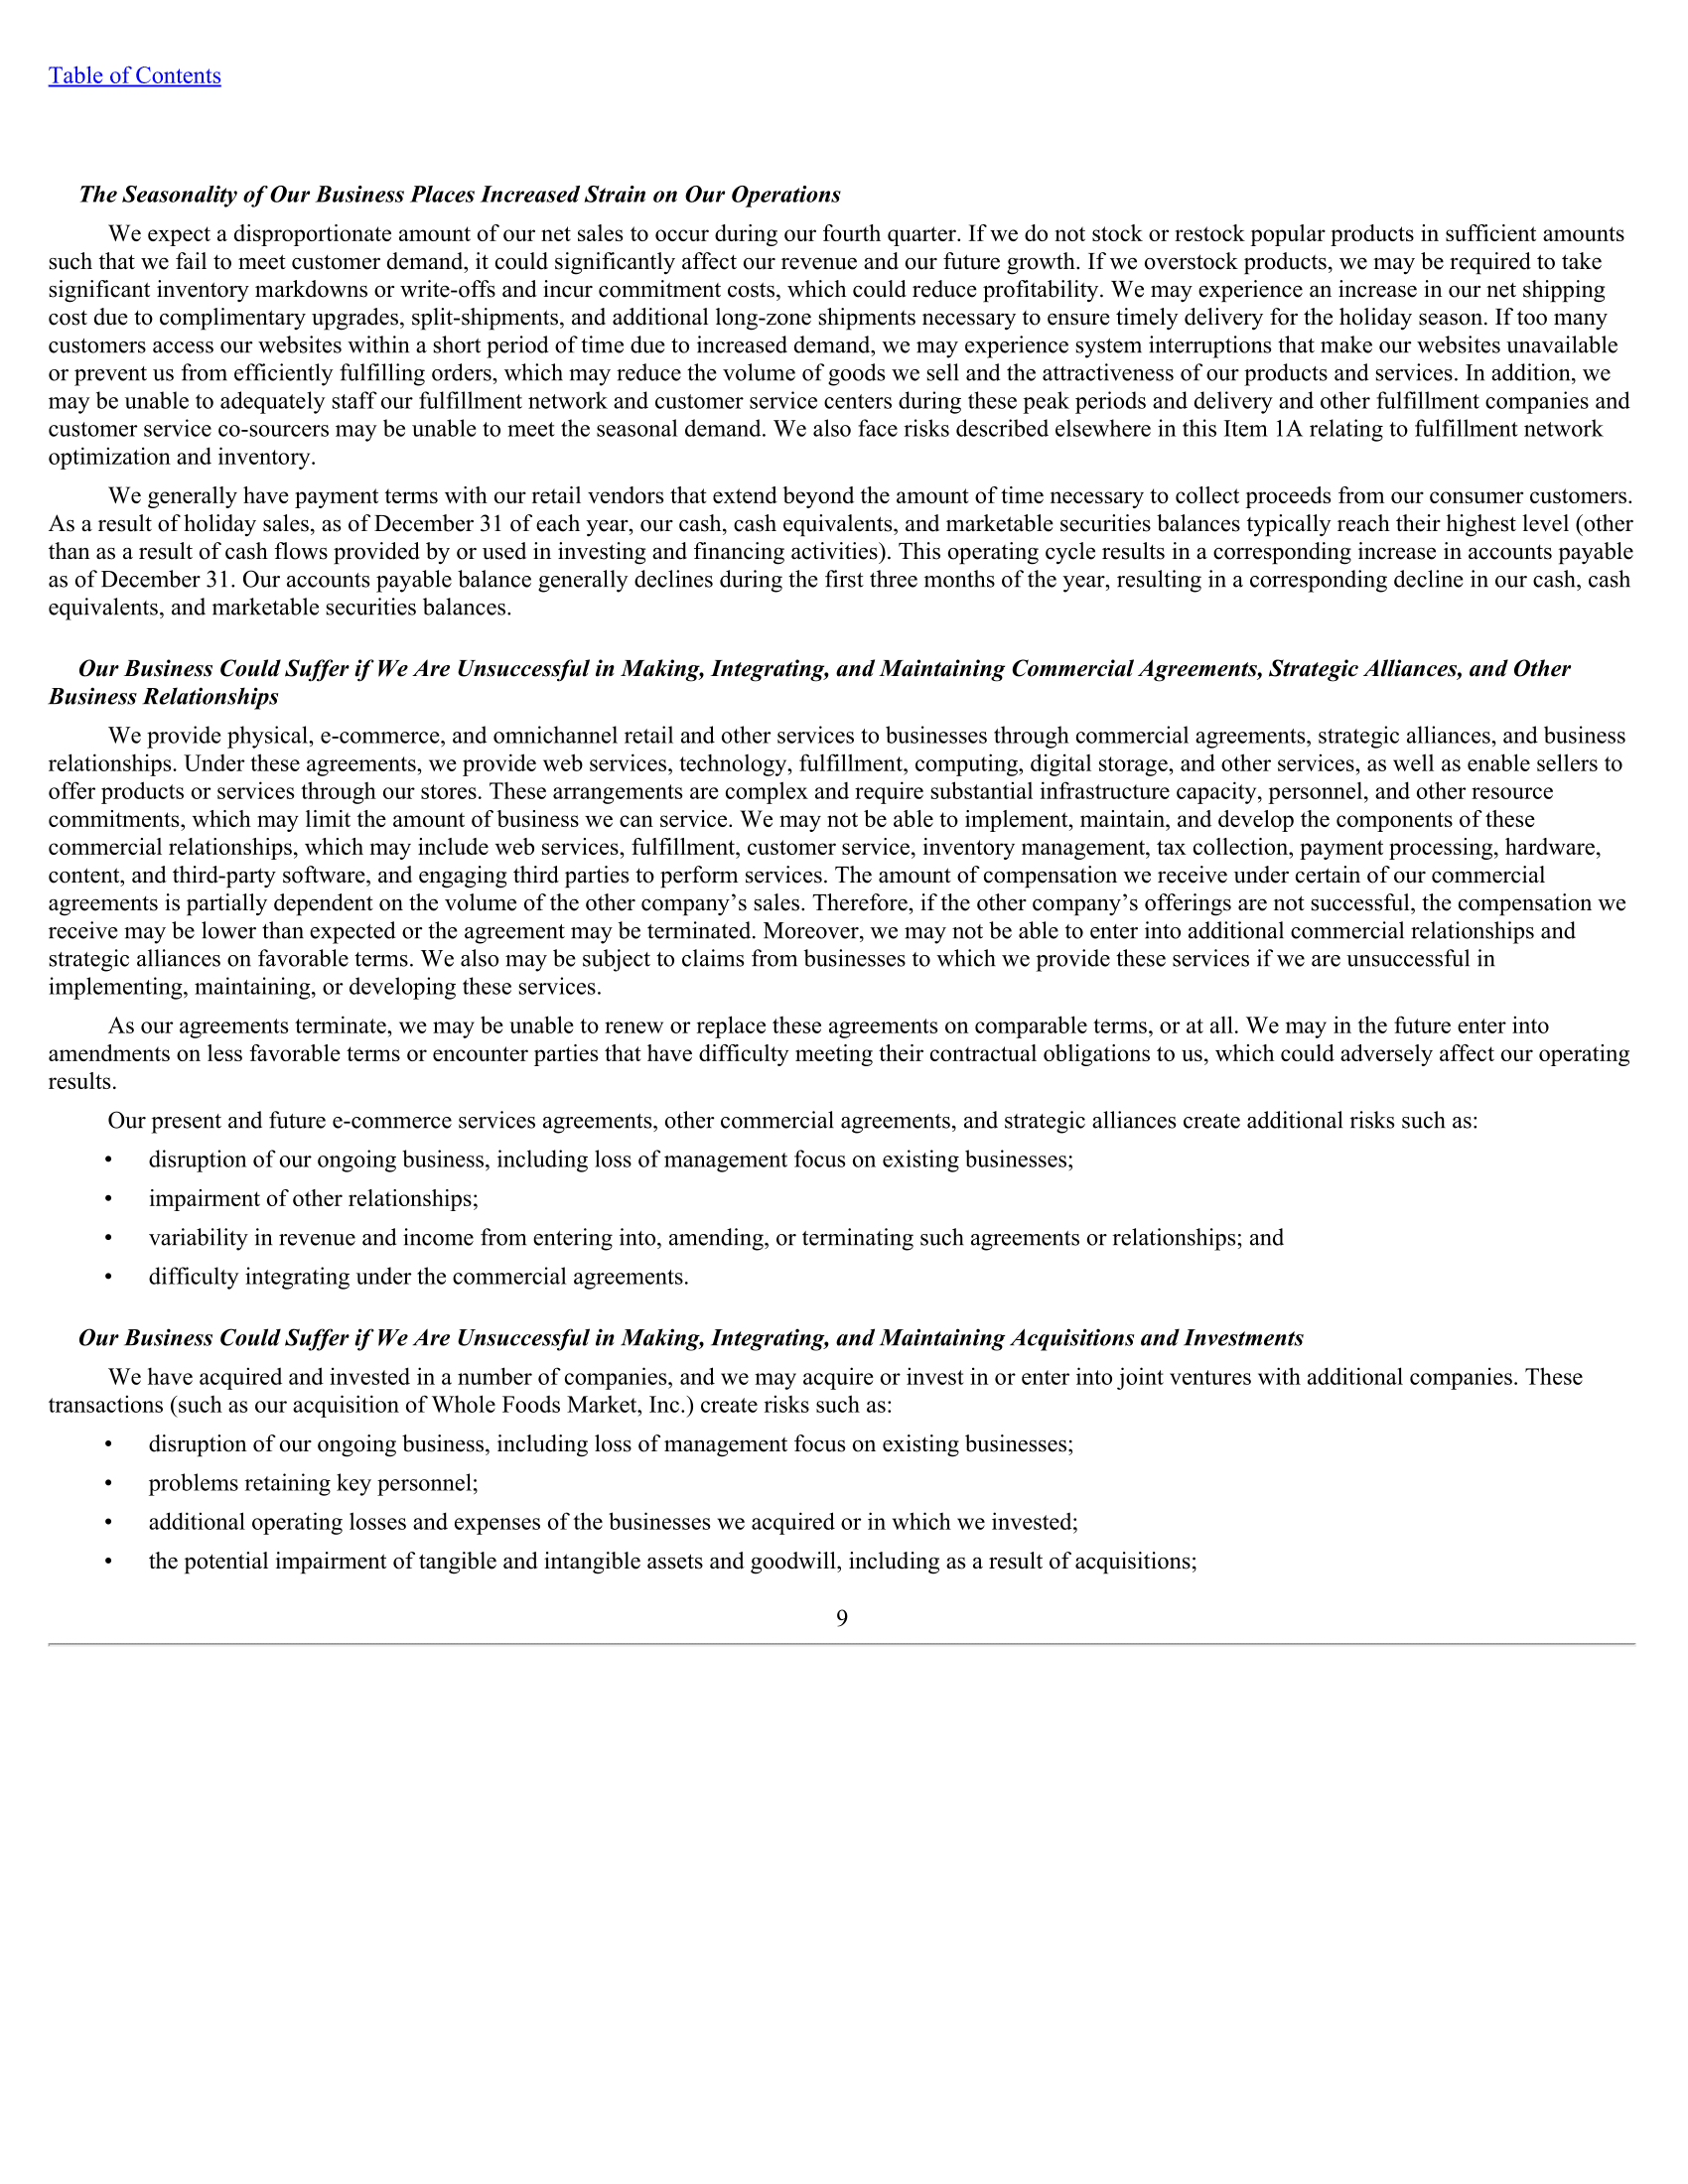 Table of Contents
The Seasonality of Our Business Places Increased Strain on Our Operations
We expect a disproportionate amount of our net sales to occur during our fourth quarter. If we do not stock or restock popular products in sufficient amounts
such that we fail to meet customer demand, it could significantly affect our revenue and our future growth. If we overstock products, we may be required to take
significant inventory markdowns or write-offs and incur commitment costs, which could reduce profitability. We may experience an increase in our net shipping
cost due to complimentary upgrades, split-shipments, and additional long-zone shipments necessary to ensure timely delivery for the holiday season. If too many
customers access our websites within a short period of time due to increased demand, we may experience system interruptions that make our websites unavailable
or prevent us from efficiently fulfilling orders, which may reduce the volume of goods we sell and the attractiveness of our products and services. In addition, we
may be unable to adequately staff our fulfillment network and customer service centers during these peak periods and delivery and other fulfillment companies and
customer service co-sourcers may be unable to meet the seasonal demand. We also face risks described elsewhere in this Item 1A relating to fulfillment network
optimization and inventory.
We generally have payment terms with our retail vendors that extend beyond the amount of time necessary to collect proceeds from our consumer customers.
As a result of holiday sales, as of December 31 of each year, our cash, cash equivalents, and marketable securities balances typically reach their highest level (other
than as a result of cash flows provided by or used in investing and financing activities). This operating cycle results in a corresponding increase in accounts payable
as of December 31. Our accounts payable balance generally declines during the first three months of the year, resulting in a corresponding decline in our cash, cash
equivalents, and marketable securities balances.
Our Business Could Suffer if We Are Unsuccessful in Making, Integrating, and Maintaining Commercial Agreements, Strategic Alliances, and Other
Business Relationships
We provide physical, e-commerce, and omnichannel retail and other services to businesses through commercial agreements, strategic alliances, and business
relationships. Under these agreements, we provide web services, technology, fulfillment, computing, digital storage, and other services, as well as enable sellers to
offer products or services through our stores. These arrangements are complex and require substantial infrastructure capacity, personnel, and other resource
commitments, which may limit the amount of business we can service. We may not be able to implement, maintain, and develop the components of these
commercial relationships, which may include web services, fulfillment, customer service, inventory management, tax collection, payment processing, hardware,
content, and third-party software, and engaging third parties to perform services. The amount of compensation we receive under certain of our commercial
agreements is partially dependent on the volume of the other company’s sales. Therefore, if the other company’s offerings are not successful, the compensation we
receive may be lower than expected or the agreement may be terminated. Moreover, we may not be able to enter into additional commercial relationships and
strategic alliances on favorable terms. We also may be subject to claims from businesses to which we provide these services if we are unsuccessful in
implementing, maintaining, or developing these services.
As our agreements terminate, we may be unable to renew or replace these agreements on comparable terms, or at all. We may in the future enter into
amendments on less favorable terms or encounter parties that have difficulty meeting their contractual obligations to us, which could adversely affect our operating
results.
Our present and future e-commerce services agreements, other commercial agreements, and strategic alliances create additional risks such as:
• disruption of our ongoing business, including loss of management focus on existing businesses;
• impairment of other relationships;
• variability in revenue and income from entering into, amending, or terminating such agreements or relationships; and
• difficulty integrating under the commercial agreements.
Our Business Could Suffer if We Are Unsuccessful in Making, Integrating, and Maintaining Acquisitions and Investments
We have acquired and invested in a number of companies, and we may acquire or invest in or enter into joint ventures with additional companies. These
transactions (such as our acquisition of Whole Foods Market, Inc.) create risks such as:
• disruption of our ongoing business, including loss of management focus on existing businesses;
• problems retaining key personnel;
• additional operating losses and expenses of the businesses we acquired or in which we invested;
• the potential impairment of tangible and intangible assets and goodwill, including as a result of acquisitions;
9